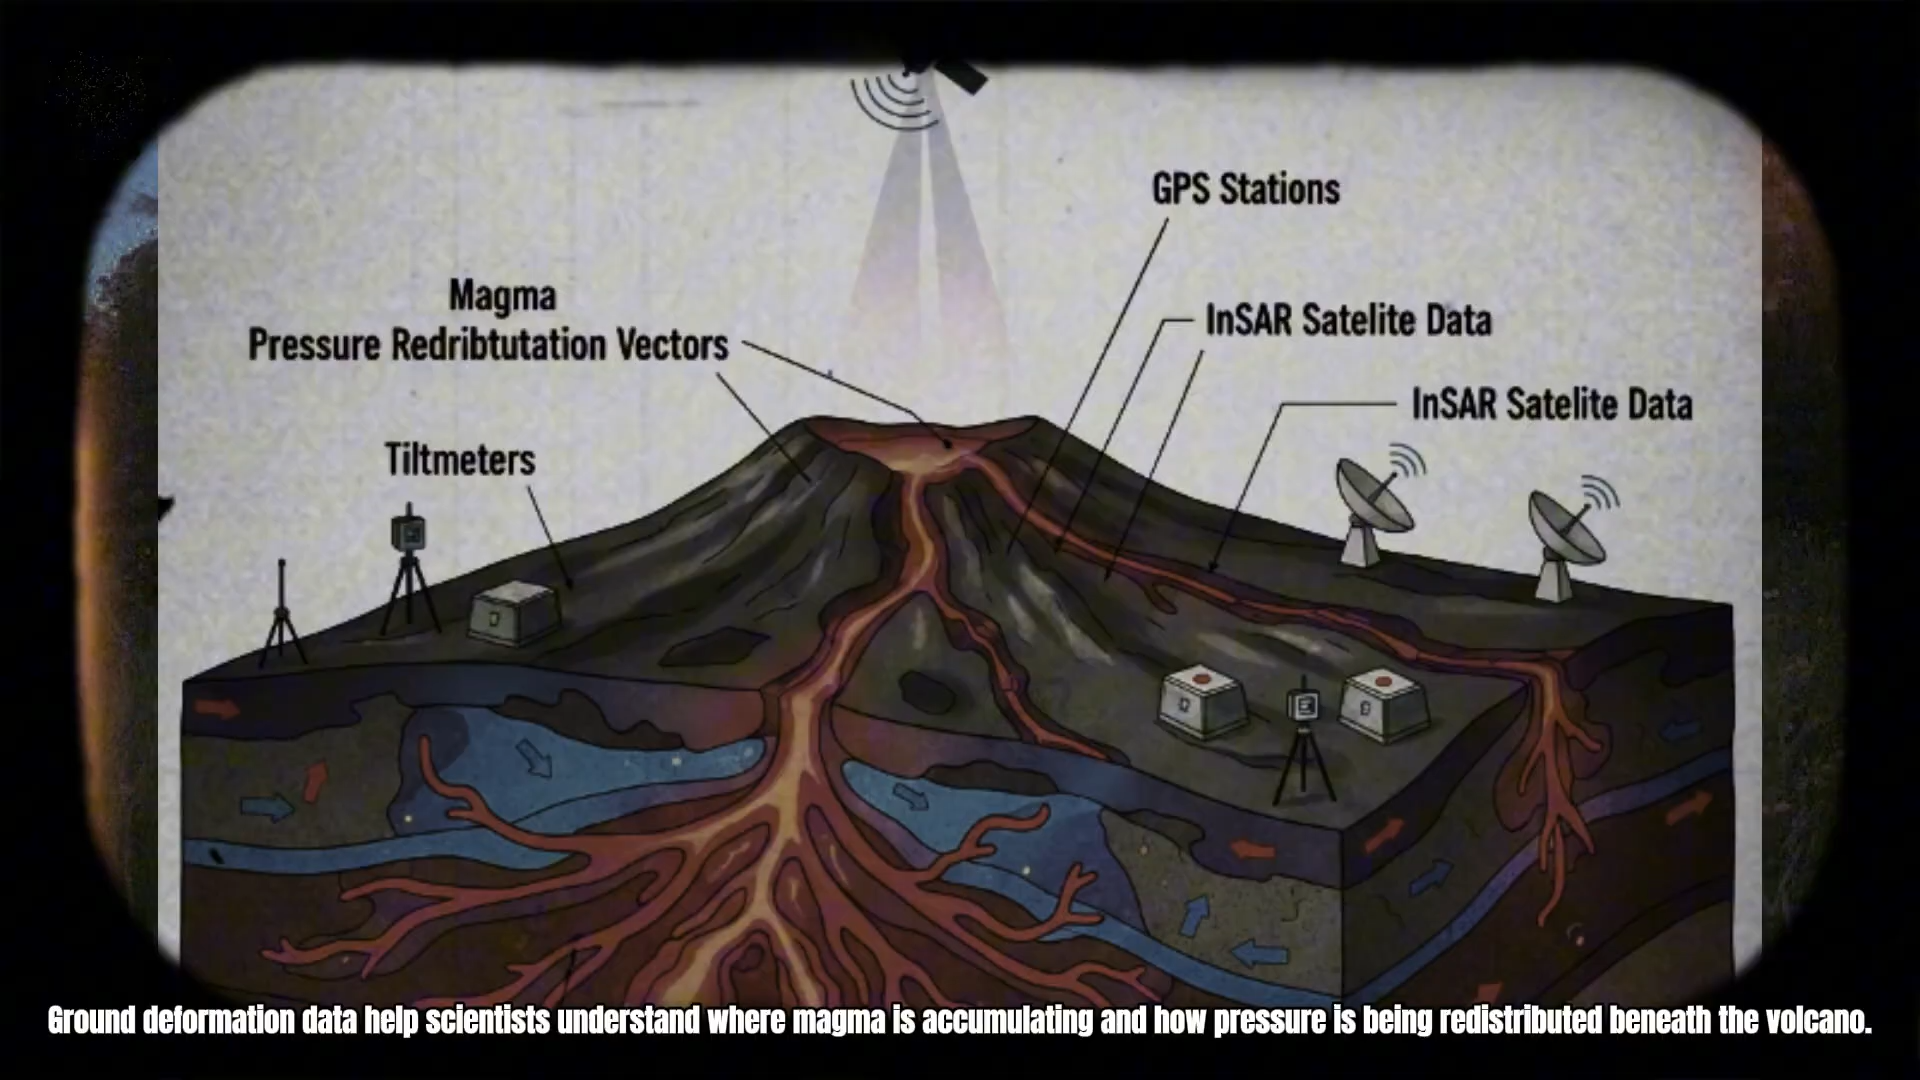 GPS Stations
Magma
Pressure Redribtutation Vectors
InSAR Satelite Data
InSAR Satelite Data
Tiltmeters
Ground deformation data help scientists understand where magma is accumulating and how pressure is being redistributed beneath the volcano.